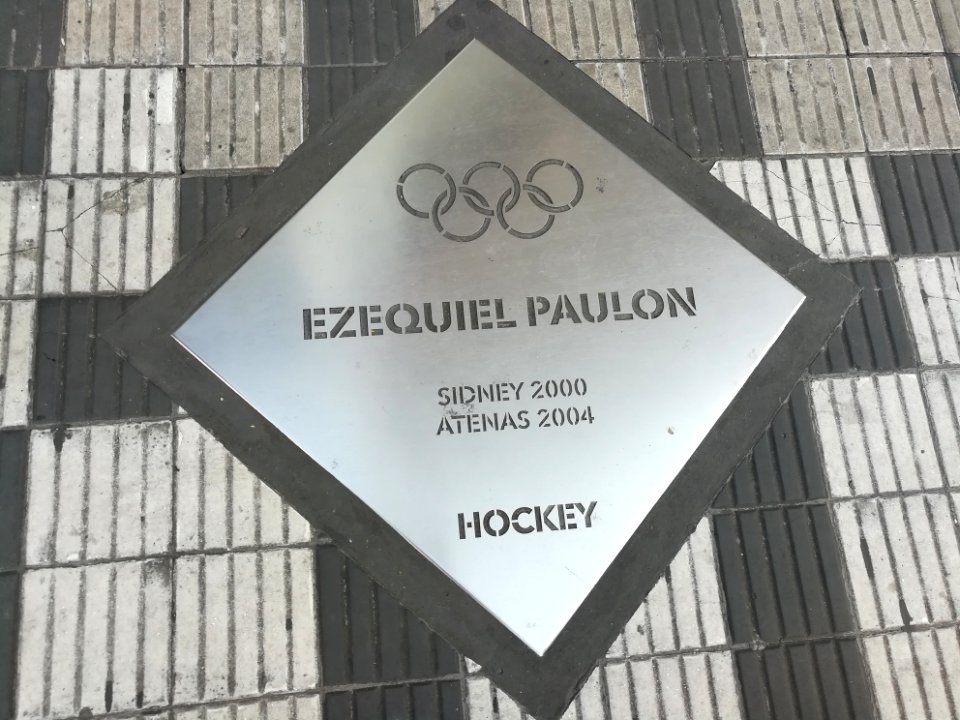 EZEQUIEL PAULON
SIDNEY 2000
ATENAS 2004
HOCKEY